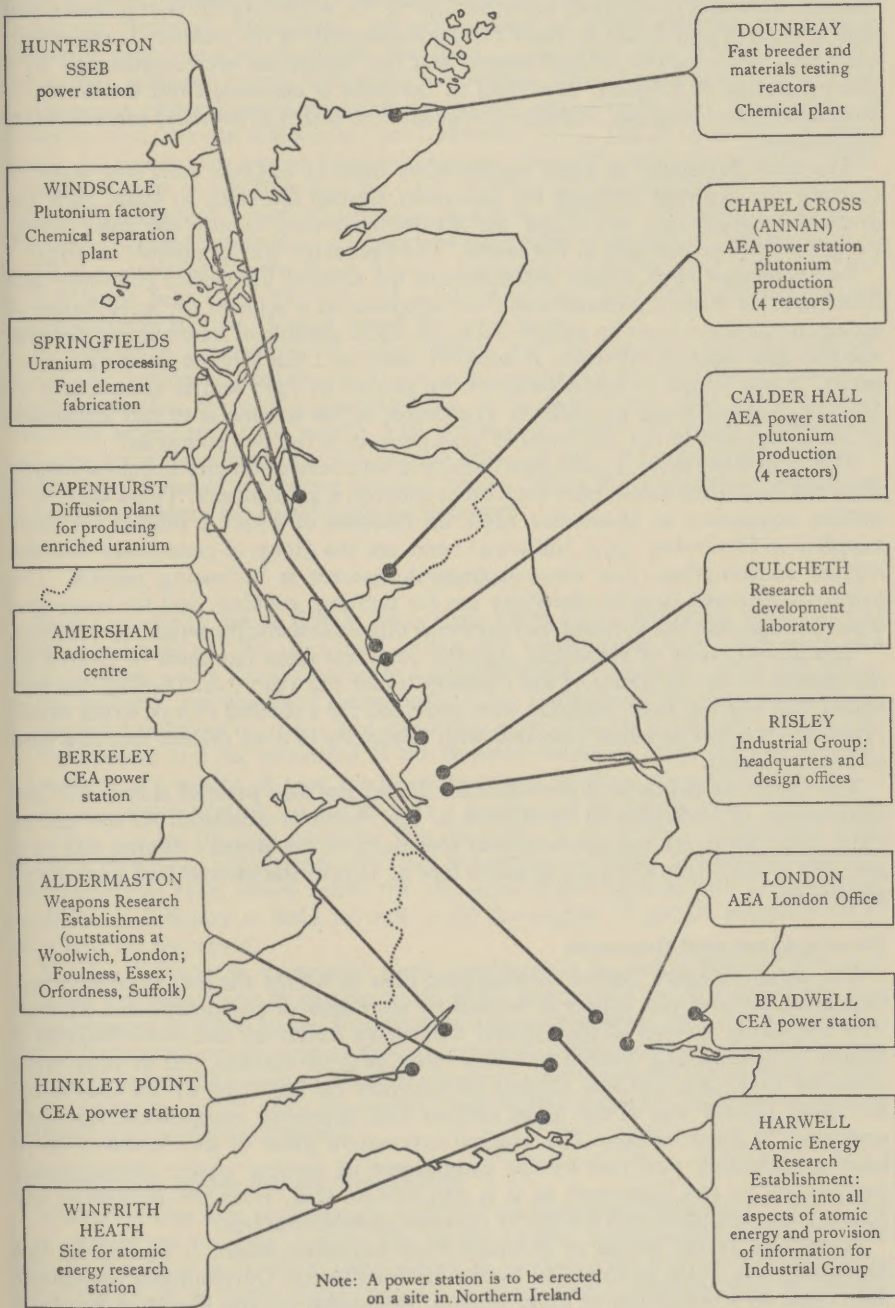 HUNTERSTON
SSEB
power station
WINDSCALE
Plutonium factory
Chemical separation
plant
SPRINGFIELDS
Uranium processing
Fuel element
fabrication
CAPENHURST
Diffusion plant
for producing
enriched uranium
AMERSHAM
Radiochemical
centre
BERKELEY
CEA power
station
ALDERMASTON
Weapons Research
Establishment
(outstations at
Woolwich, London;
Foulness, Essex;
Orfordness, Suffolk)
HINKLEY POINT
CEA power station
WINFRITH
HEATH
Site for atomic
energy research
station
DOUNREAY
Fast breeder and
materials testing
reactors
Chemical plant
CHAPEL CROSS
(ANNAN)
AEA power station
plutonium
production
(4 reactors)
CALDER HALL
AEA power station
plutonium
production
(4 reactors)
CULCHETH
Research and
development
laboratory
RISLEY
Industrial Group:
headquarters and
design offices
LONDON
AEA London Office
BRADWELL
CEA power station
HARWELL
Atomic Energy
Research
Establishment:
research into all
aspects of atomic
energy and provision
of information for
Industrial Group
Note: A power station is to be erected
on a site in Northern Ireland